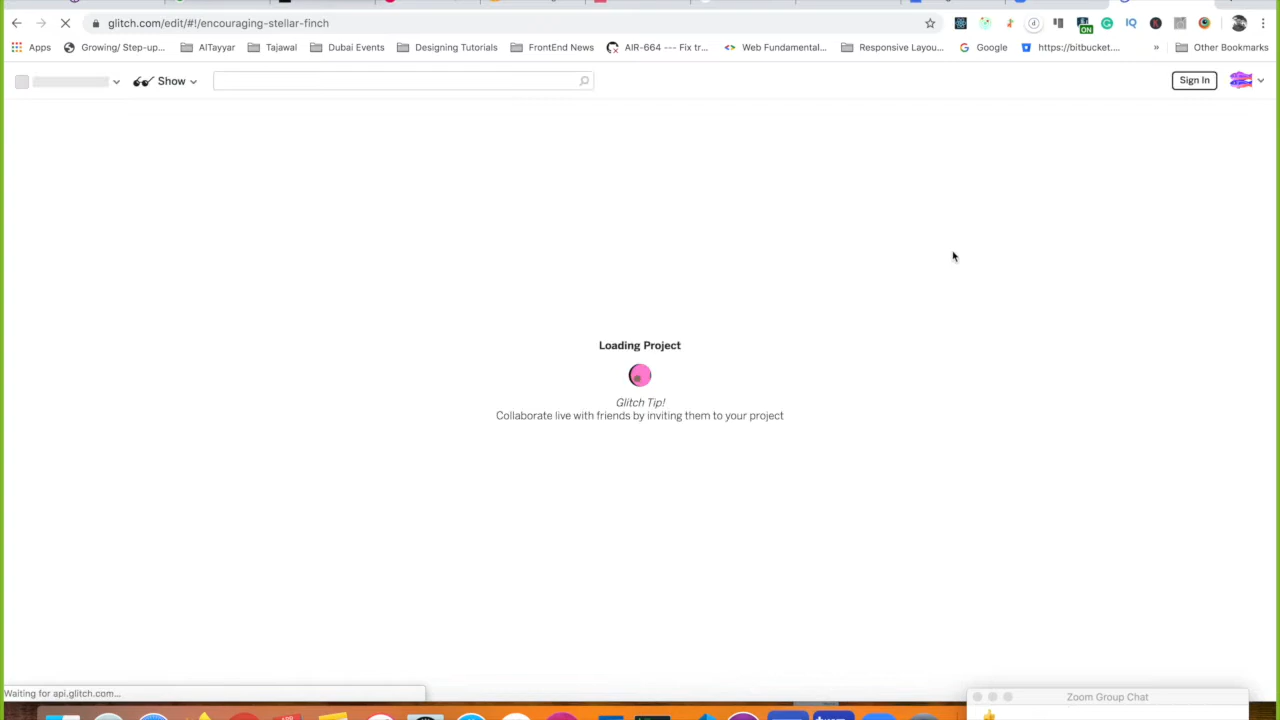 glitch.com/edit/#!/encouraging-stellar-finch
ON
IQ
Apps
Growing/ Step-up...
AlTayyar
Tajawal
Dubai Events
Designing Tutorials
FrontEnd News
AIR-664 --- Fix tr...
Web Fundamental...
Responsive Layou...
Google
https://bitbucket....
»
Other Bookmarks
Show
Sign In
Loading Project
Glitch Tip!
Collaborate live with friends by inviting them to your project
Waiting for api.glitch.com...
Zoom Group Chat